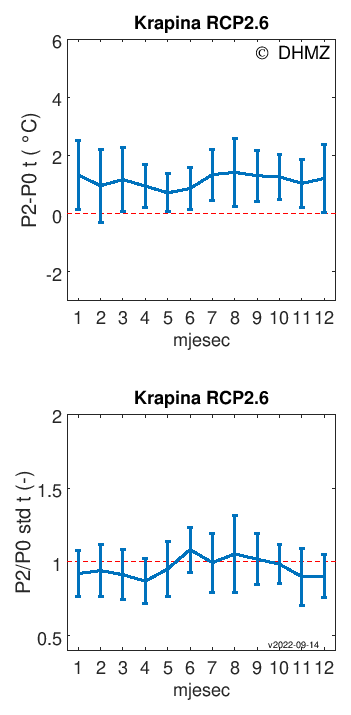 Krapina RCP2.6
© DHMZ
P2-P0 t ( °C)
6
4
2
0
-2
1 2 3 4 5 6 7 8 9 10 11 12
mjesec
Krapina RCP2.6
P2/P0 std t (-)
2
1.5
1
0.5
v2022-09-14
1 2 3 4 5 6 7 8 9 10 11 12
mjesec